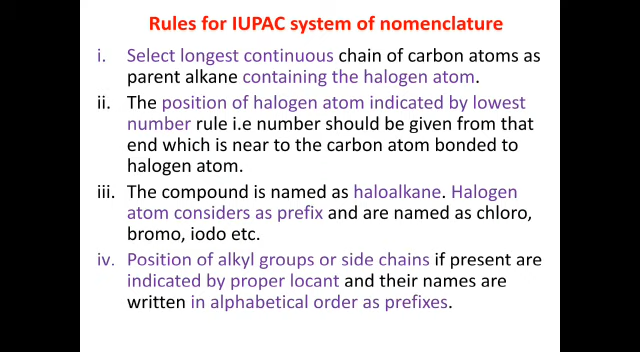 Rules for IUPAC system of nomenclature
i. Select longest continuous chain of carbon atoms as
parent alkane containing the halogen atom.
ii. The position of halogen atom indicated by lowest
number rule i.e number should be given from that
end which is near to the carbon atom bonded to
halogen atom.
iii. The compound is named as haloalkane. Halogen
atom considers as prefix and are named as chloro,
bromo, iodo etc.
iv. Position of alkyl groups or side chains if present are
indicated by proper locant and their names are
written in alphabetical order as prefixes.